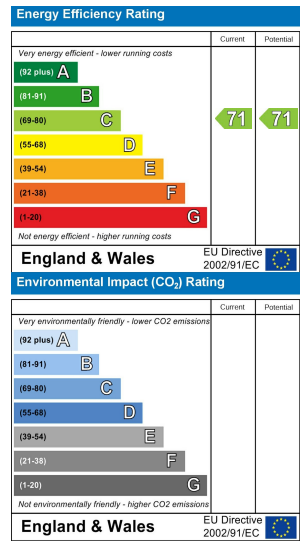 Energy Efficiency Rating
Current Potential
Very energy efficient - lower running costs
(92 plus) A
(81-91) B
(69-80) C 71 71
(55-68) D
(39-54) E
(21-38) F
(1-20) G
Not energy efficient - higher running costs
England & Wales EU Directive 2002/91/EC
Environmental Impact (CO₂) Rating
Current Potential
Very environmentally friendly - lower CO2 emissions
(92 plus) A
(81-91) B
(69-80) C
(55-68) D
(39-54) E
(21-38) F
(1-20) G
Not environmentally friendly - higher CO2 emissions
England & Wales EU Directive 2002/91/EC